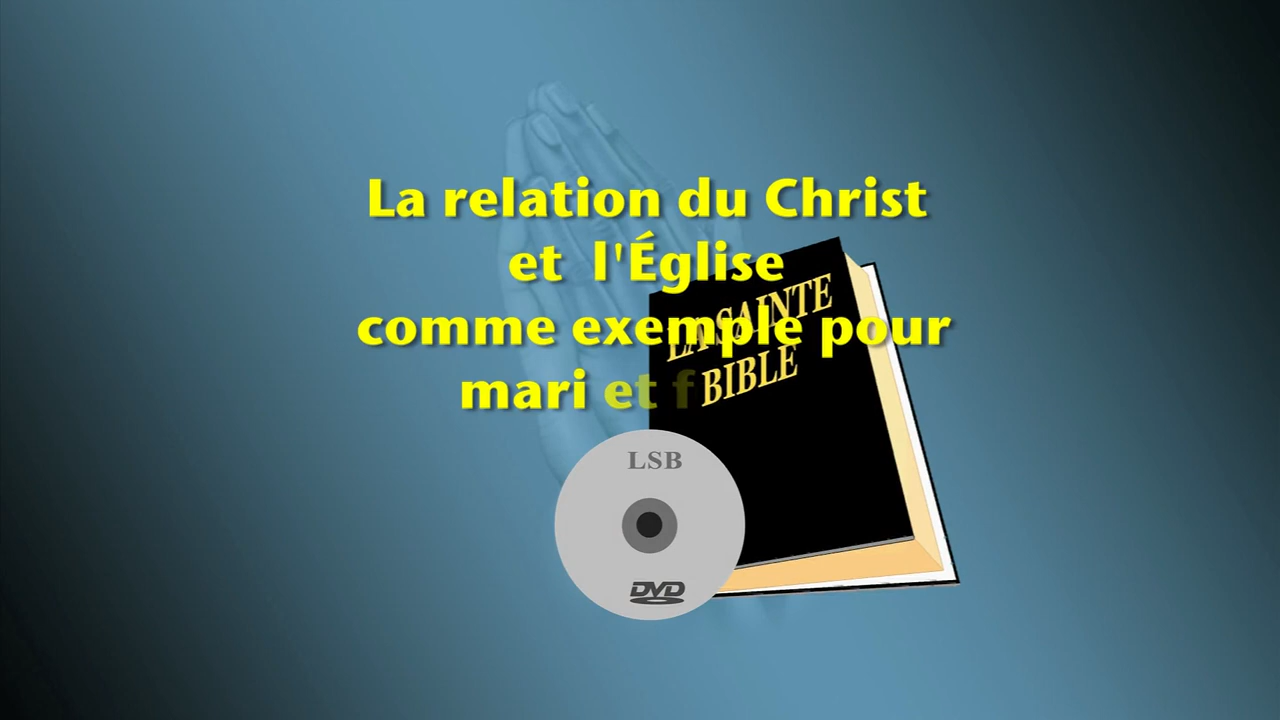 La relation du Christ
et l'Église
comme exemple pour
mari et f
LA SAINTE
BIBLE
LSB
DVD